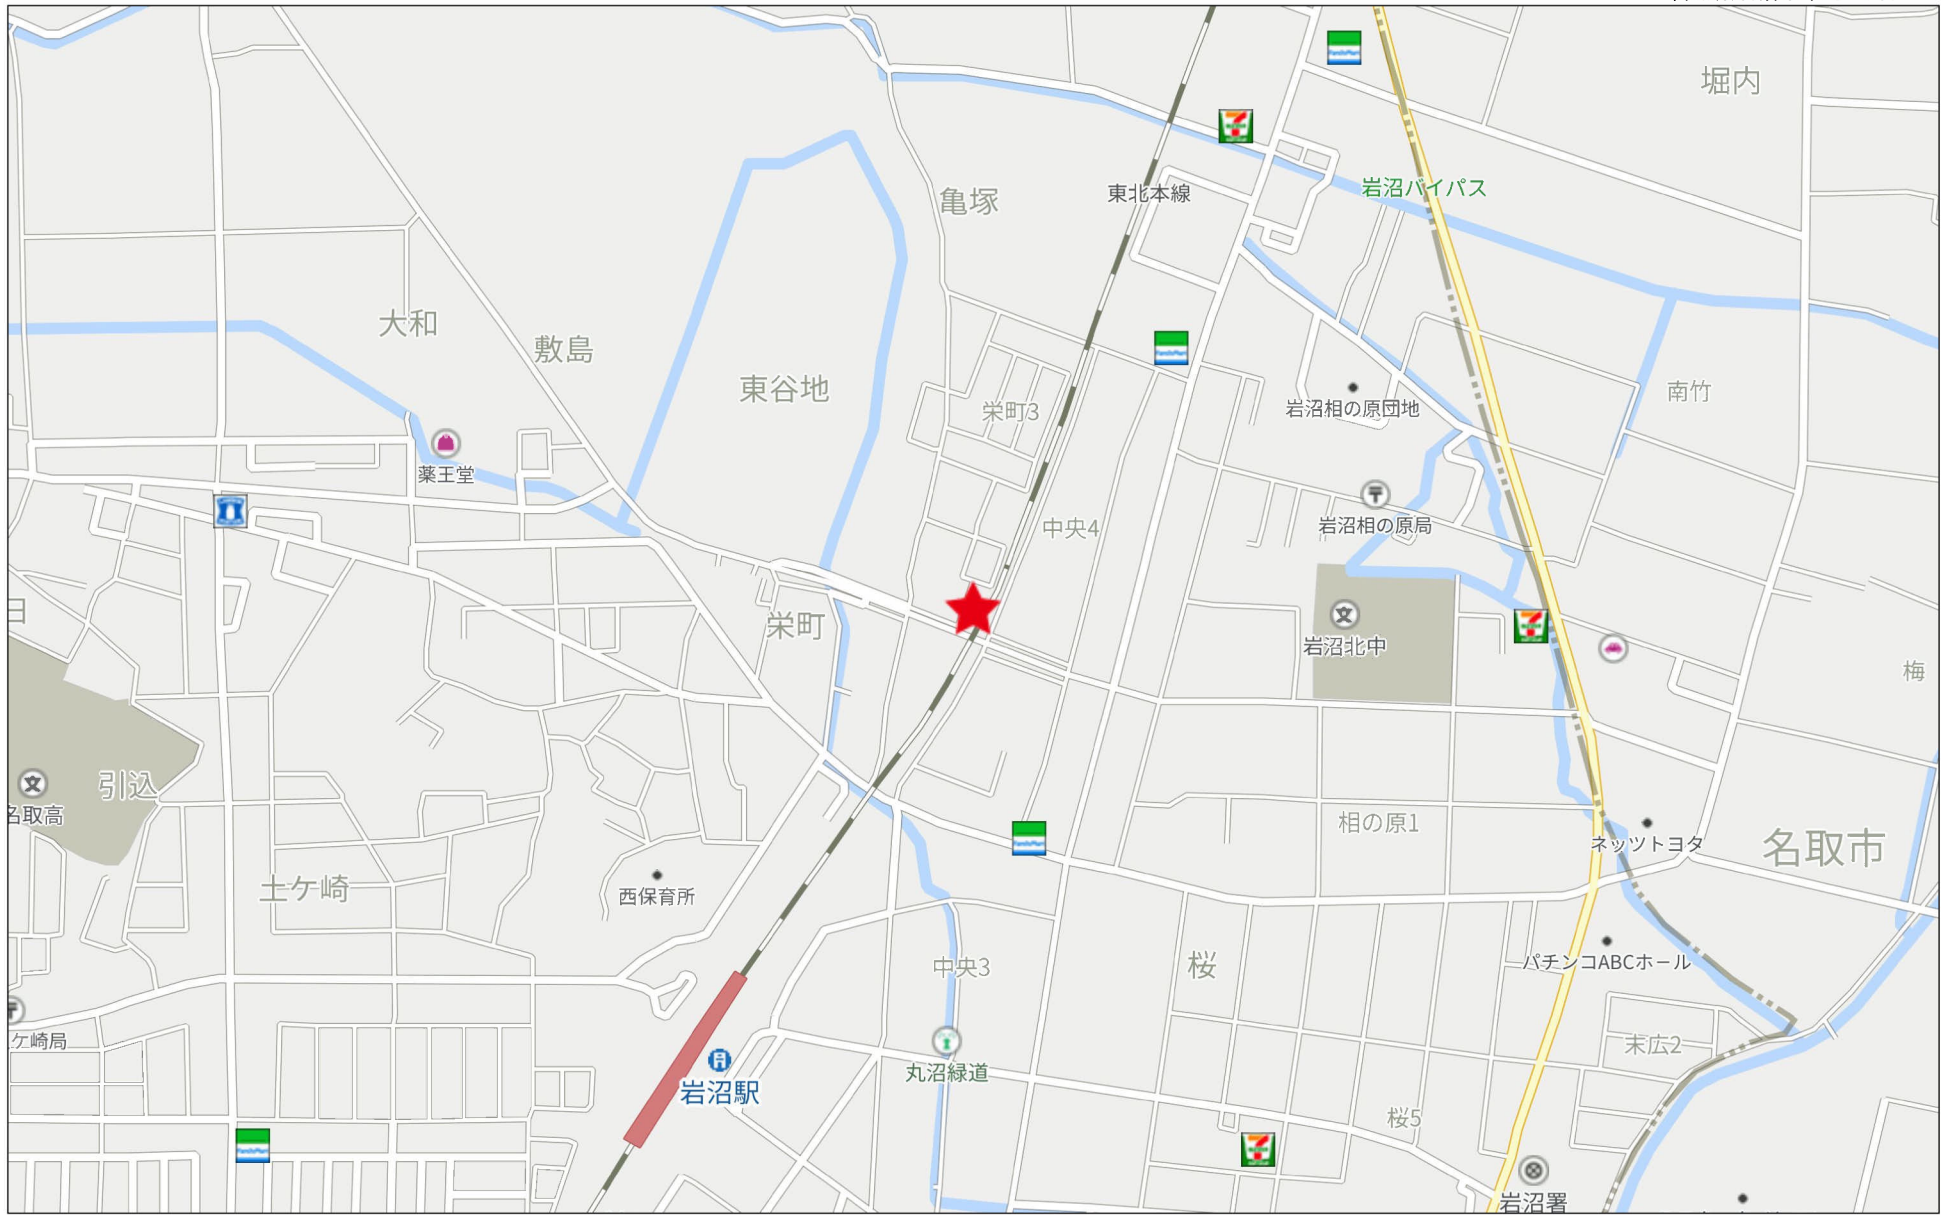 堀内
東北本線
岩沼バイパス
亀塚
大和
敷島
東谷地
栄町3
岩沼相の原団地
南竹
薬王堂
中央4
岩沼相の原局
栄町
岩沼北中
日
梅
引込
名取高
相の原1
ネッツトヨタ
名取市
土ケ崎
西保育所
中央3
桜
パチンコABCホール
ケ崎局
丸沼緑道
末広2
岩沼駅
桜5
岩沼署